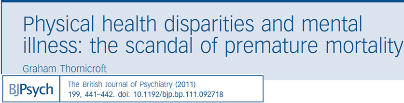 Physical health disparities and mental
illness: the scandal of premature mortality
Graham Thornicroft
BJPsych
The British Journal of Psychiatry (2011)
199, 441–442. doi: 10.1192/bjp.bp.111.092718